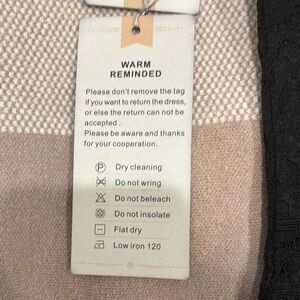 WARM
REMINDED
Please don't remove the tag
if you want to return the dress,
or else the return can not be
accepted .
Please be aware and thanks
for your cooperation.
P Dry cleaning
Do not wring
Do not beleach
Do not insolate
Flat dry
Low iron 120